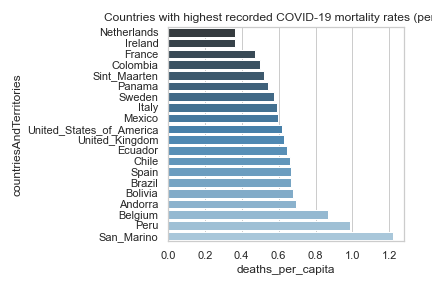 Countries with highest recorded COVID-19 mortality rates (per
Netherlands
Ireland
France
Colombia
Sint_Maarten
Panama
Sweden
Italy
Mexico
United_States_of_America
United_Kingdom
Ecuador
Chile
Spain
Brazil
Bolivia
Andorra
Belgium
Peru
San_Marino
countriesAndTerritories
0.0 0.2 0.4 0.6 0.8 1.0 1.2
deaths_per_capita